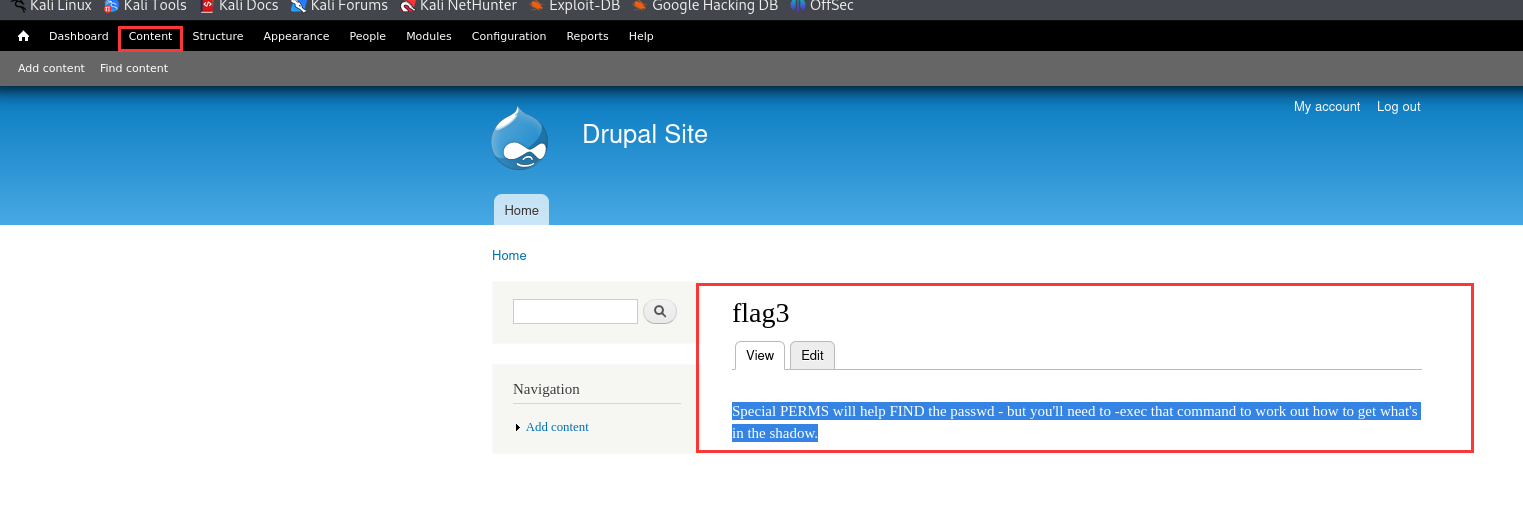 Kali Linux Kali Tools Kali Docs Kali Forums Kali NetHunter Exploit-DB Google Hacking DB OffSec
Dashboard Content Structure Appearance People Modules Configuration Reports Help
Add content Find content
My account Log out
Drupal Site
Home
Home
flag3
View Edit
Navigation
Add content
Special PERMS will help FIND the passwd - but you'll need to -exec that command to work out how to get what's
in the shadow.